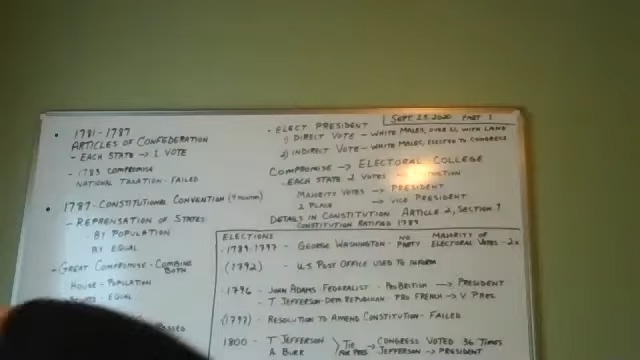 SEPT 25, 2020 PART 1
• 1781-1787
ARTICLES OF CONFEDERATION
- EACH STATE → 1 VOTE
- 1783 COMPROMISE
NATIONAL TAXATION - FAILED
• 1787 - CONSTITUTIONAL CONVENTION
- REPRENSATION OF STATES
BY POPULATION
BY EQUAL
- GREAT COMPROMISE - COMBINE
BOTH
HOUSE - POPULATION
EQUAL
• ELECT PRESIDENT
1) DIRECT VOTE - WHITE MALES, OVER 21, WITH LAND
2) INDIRECT VOTE - WHITE MALES, ELECTED TO CONGRESS
COMPROMISE → ELECTORAL COLLEGE
EACH STATE 2 VOTES
MAJORITY VOTES → PRESIDENT
2 PLACE → VICE PRESIDENT
DETAILS IN CONSTITUTION ARTICLE 2, SECTION 1
CONSTITUTION RATIFIED 1789
ELECTIONS
- 1789-1797 - GEORGE WASHINGTON - NO PARTY MAJORITY OF ELECTORAL VOTES - 2x
(1792) - U.S POST OFFICE USED TO INFORM
- 1796 - JOHN ADAMS FEDERALIST - PRO BRITISH → PRESIDENT
- T JEFFERSON - DEM REPUBLICAN PRO FRENCH → V PRES
(1797) RESOLUTION TO AMEND CONSTITUTION - FAILED
1800 - T JEFFERSON
A BURR
TIE FOR PRES → CONGRESS VOTED 36 TIMES
JEFFERSON → PRESIDENT